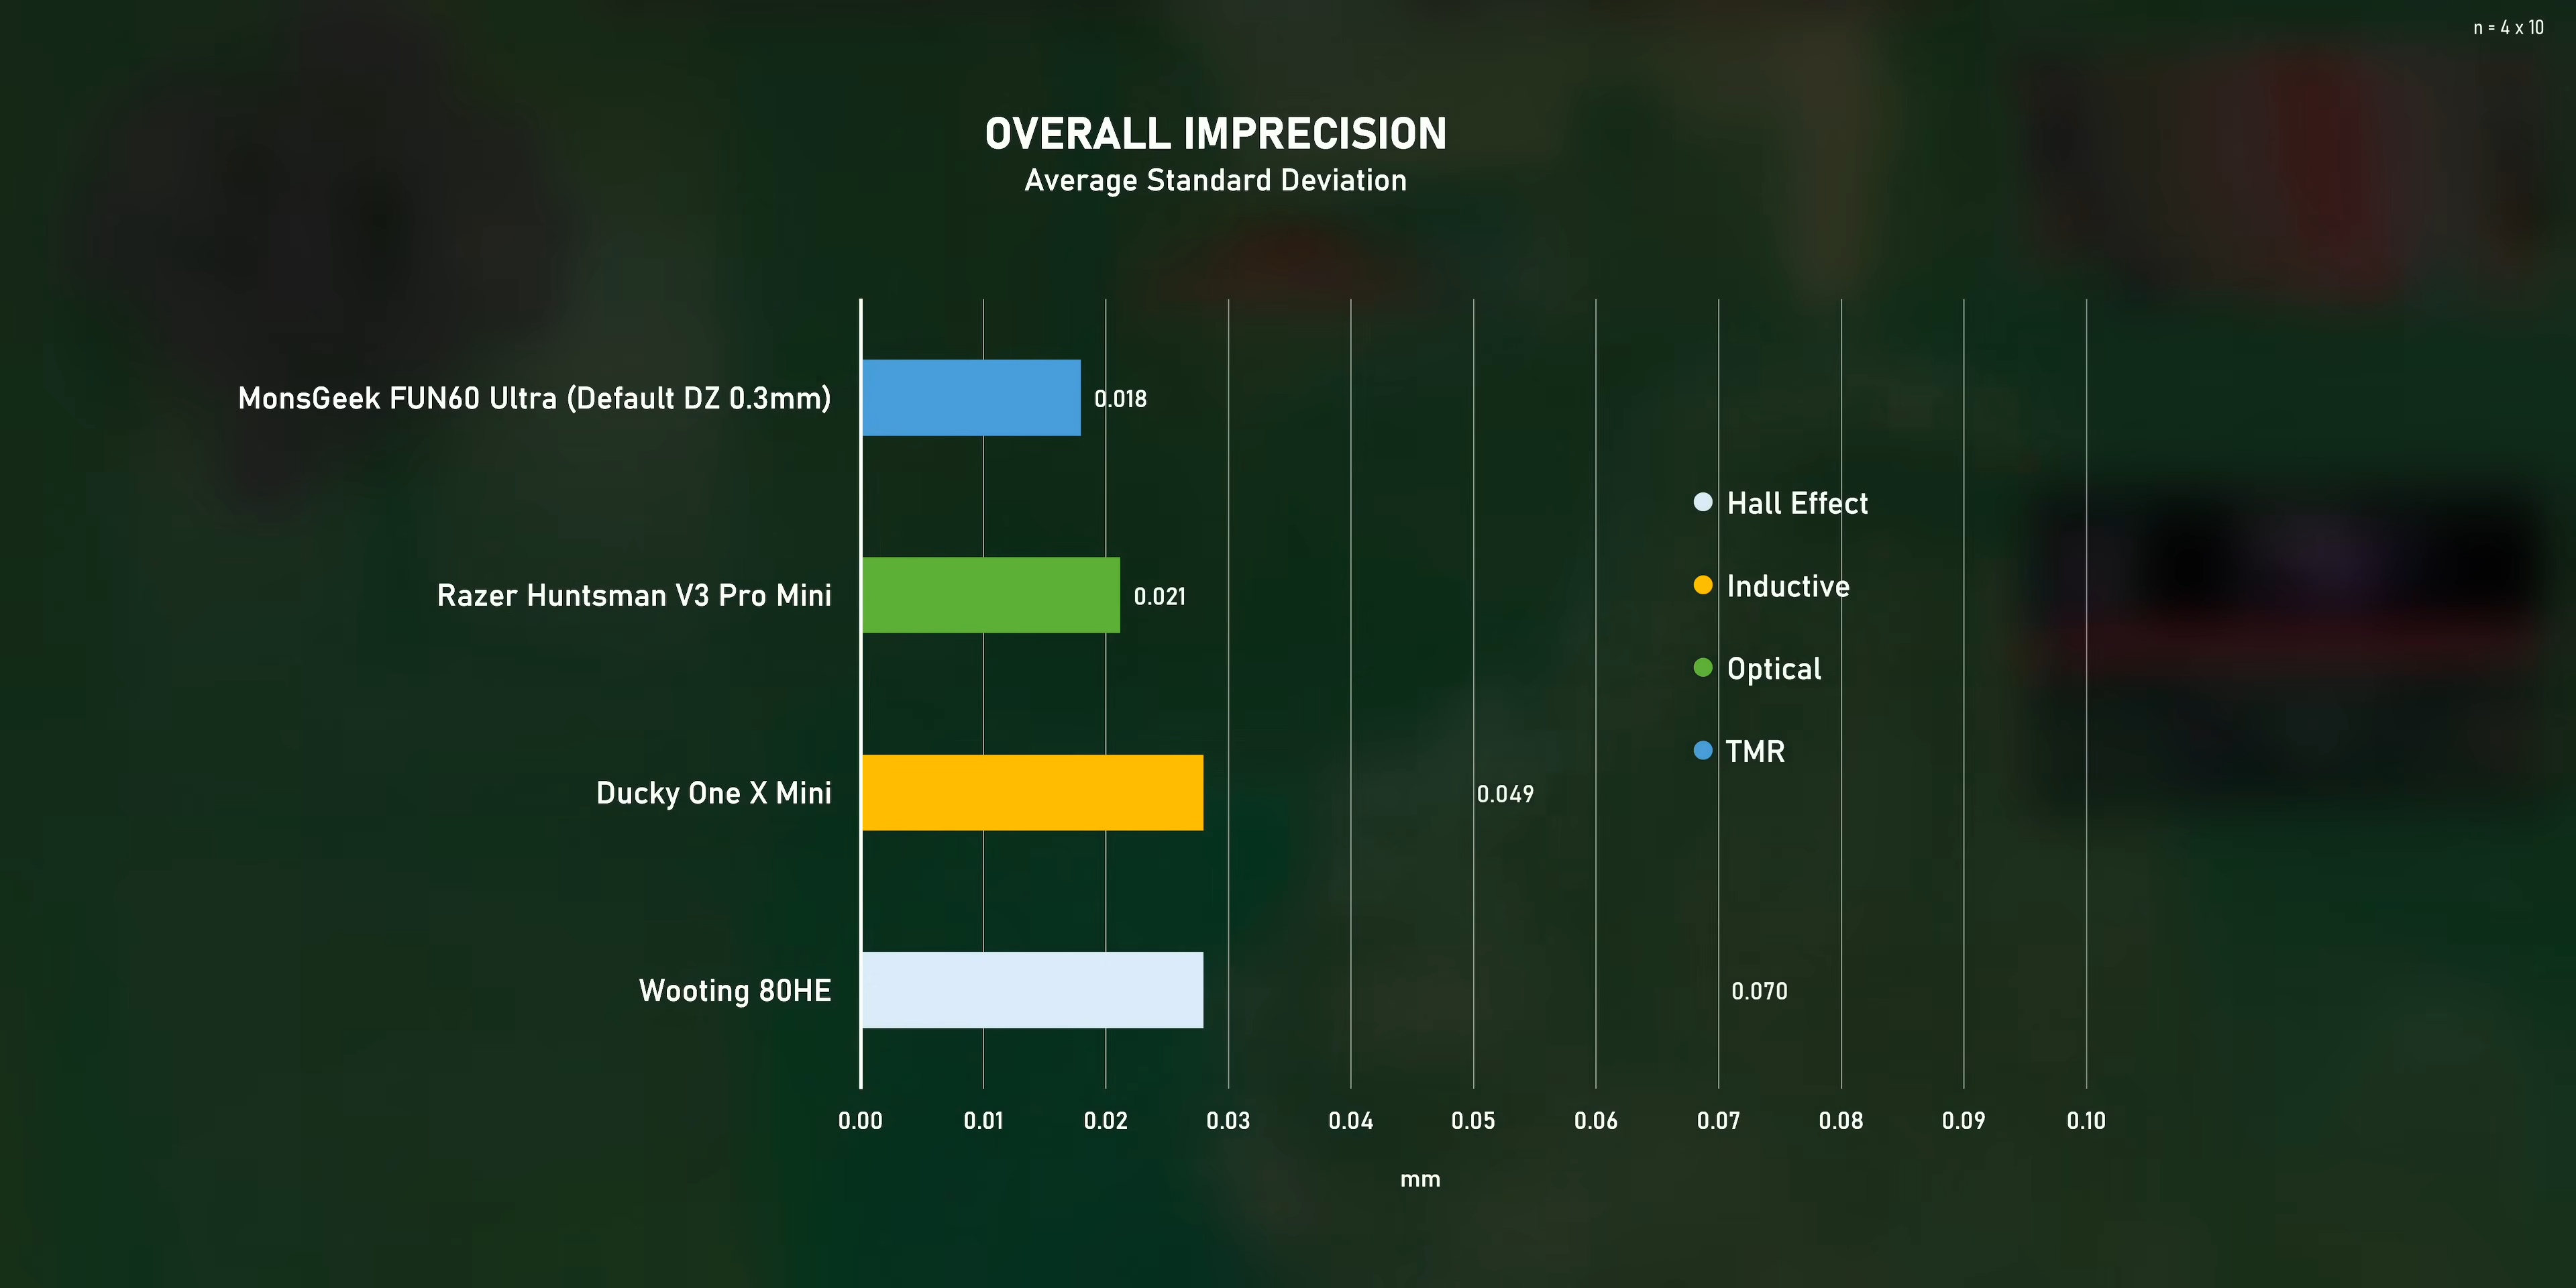 n = 4 x 10
OVERALL IMPRECISION
Average Standard Deviation
MonsGeek FUN60 Ultra (Default DZ 0.3mm)
0.018
Razer Huntsman V3 Pro Mini
0.021
Ducky One X Mini
0.049
Wooting 80HE
0.070
Hall Effect
Inductive
Optical
TMR
0.00 0.01 0.02 0.03 0.04 0.05 0.06 0.07 0.08 0.09 0.10
mm